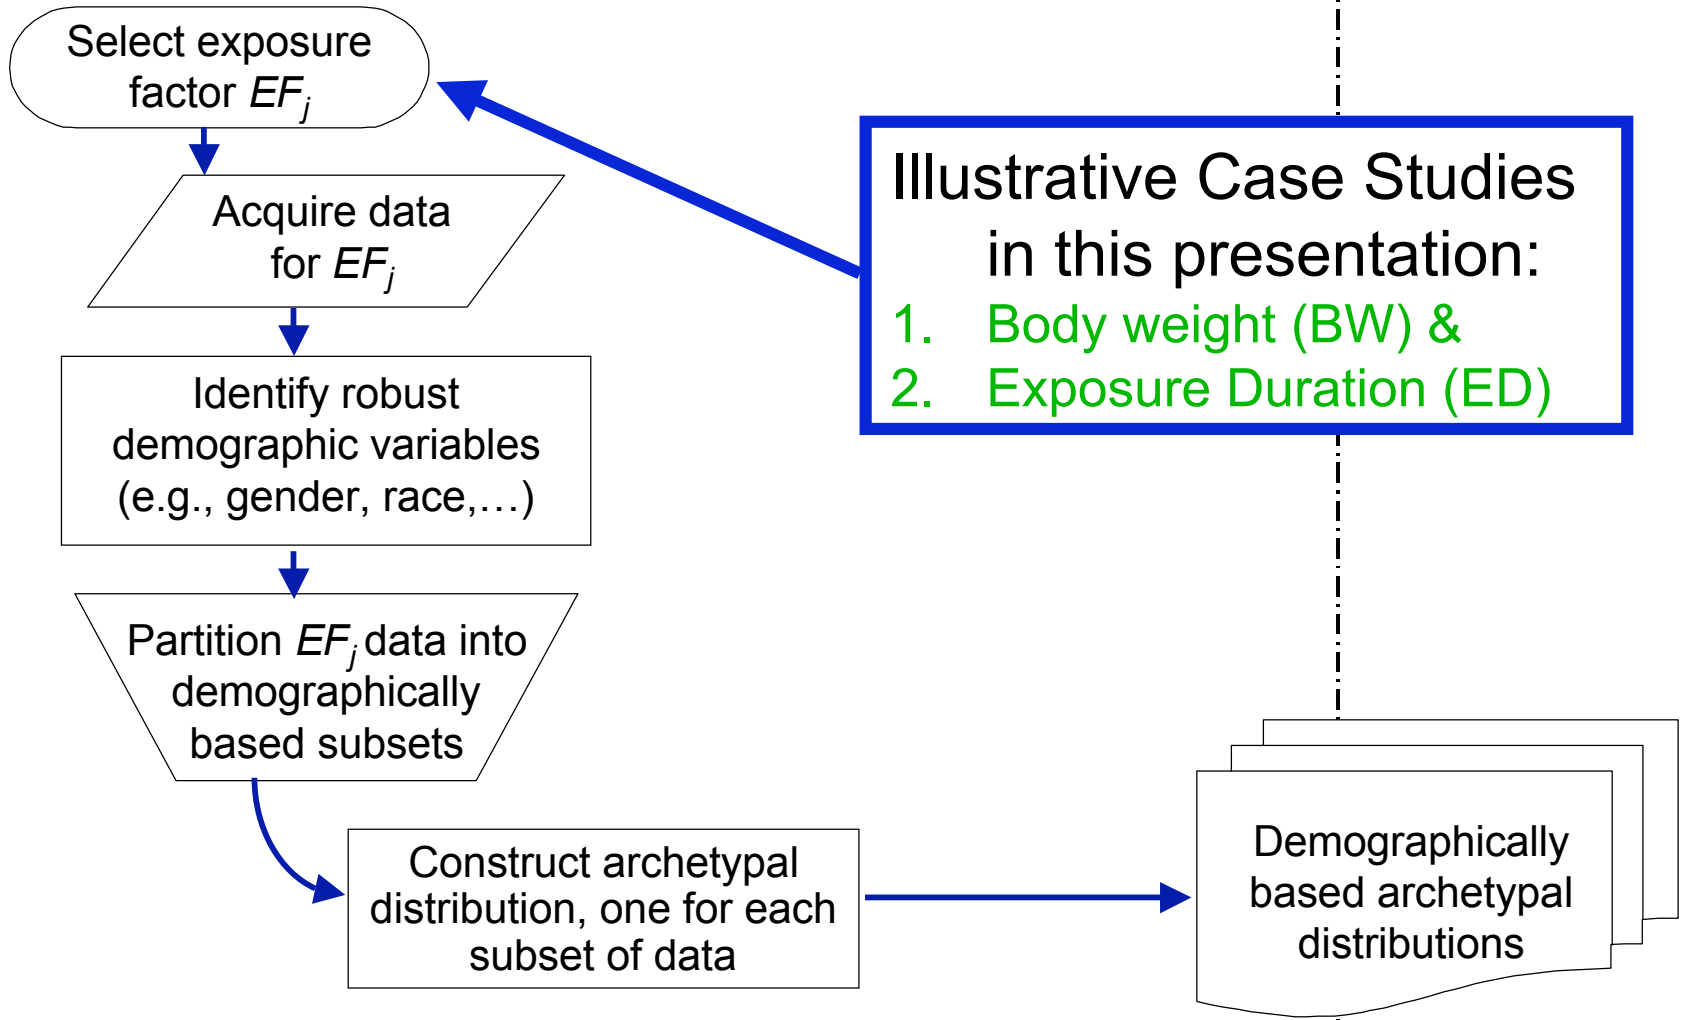 Select exposure
factor EFj
Acquire data
for EFj
Identify robust
demographic variables
(e.g., gender, race,…)
Partition EFj data into
demographically
based subsets
Construct archetypal
distribution, one for each
subset of data
Illustrative Case Studies
in this presentation:
1. Body weight (BW) &
2. Exposure Duration (ED)
Demographically
based archetypal
distributions